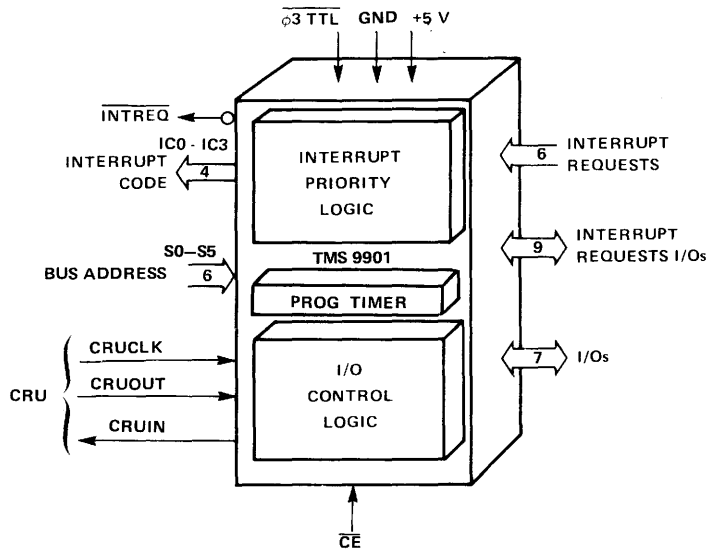 φ3 TTL GND +5 V
INTREQ
IC0 - IC3
INTERRUPT
CODE
4
INTERRUPT
PRIORITY
LOGIC
6
INTERRUPT
REQUESTS
S0–S5
BUS ADDRESS
6
TMS 9901
9
INTERRUPT
REQUESTS I/Os
PROG TIMER
CRU
CRUCLK
CRUOUT
CRUIN
I/O
CONTROL
LOGIC
7
I/Os
CE